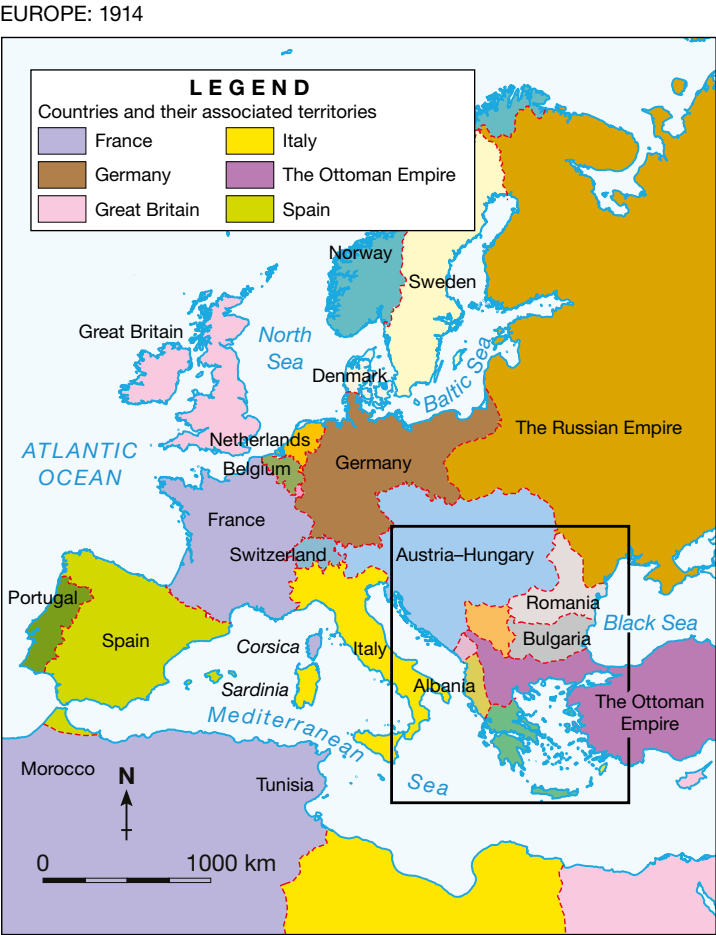 EUROPE: 1914
LEGEND
Countries and their associated territories
France
Italy
Germany
The Ottoman Empire
Great Britain
Spain
Norway
Sweden
Great Britain
North
Sea
Denmark
Baltic Sea
ATLANTIC
OCEAN
Netherlands
Belgium
Germany
The Russian Empire
France
Switzerland
Austria–Hungary
Portugal
Spain
Romania
Bulgaria
Black Sea
Corsica
Italy
Sardinia
Albania
The Ottoman
Empire
Mediterranean
Sea
Morocco
Tunisia
N
0
1000 km